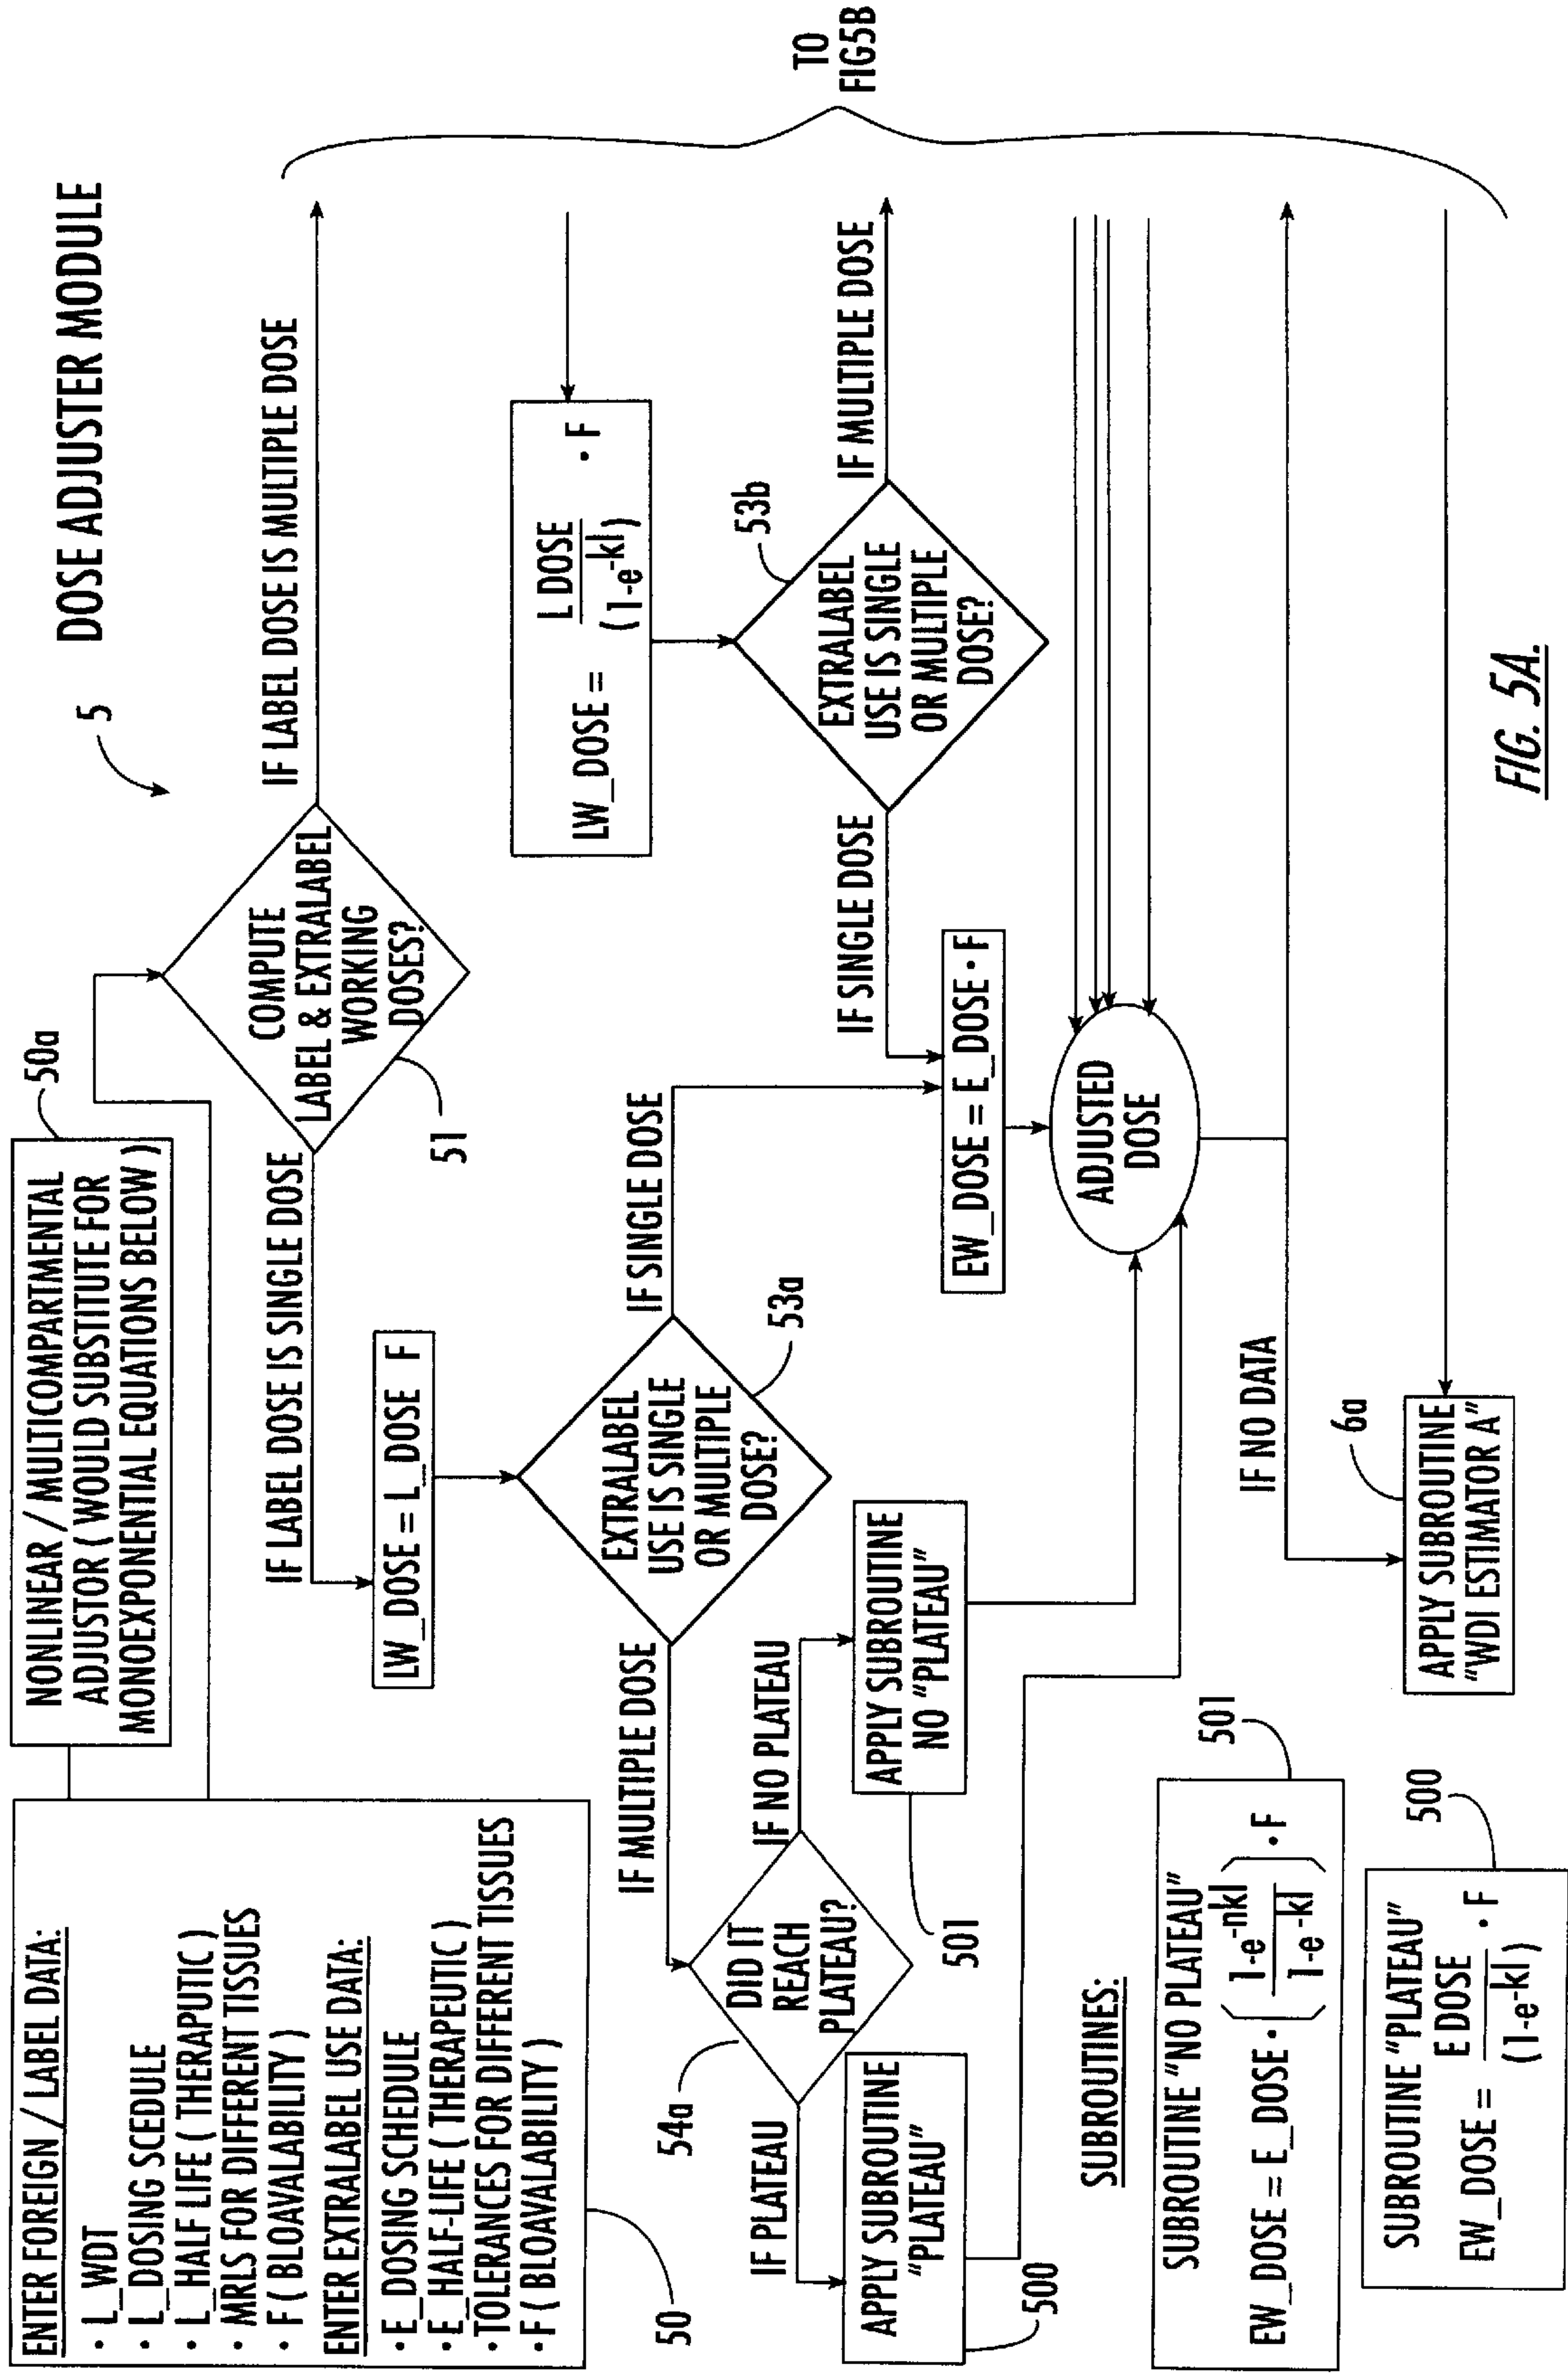 DOSE ADJUSTER MODULE
5
ENTER FOREIGN / LABEL DATA:
· L_WDT
· L_DOSING SCEDULE
· L_HALF LIFE ( THERAPUTIC )
· MRLS FOR DIFFERENT TISSUES
· F ( BLOAVALABILITY )
ENTER EXTRALABEL USE DATA:
· E_DOSING SCHEDULE
· E_HALF-LIFE ( THERAPEUTIC )
· TOLERANCES FOR DIFFERENT TISSUES
· F ( BLOAVALABILITY )
50
NONLINEAR / MULTICOMPARTMENTAL
ADJUSTOR ( WOULD SUBSTITUTE FOR
MONOEXPONENTIAL EQUATIONS BELOW )
50a
COMPUTE
LABEL & EXTRALABEL
WORKING
DOSES?
51
IF LABEL DOSE IS SINGLE DOSE
IF LABEL DOSE IS MULTIPLE DOSE
TO
FIG5B
LW_DOSE = L_DOSE F
LW_DOSE = L DOSE / (1-e^-kl) · F
EXTRALABEL
USE IS SINGLE
OR MULTIPLE
DOSE?
53a
IF MULTIPLE DOSE
IF SINGLE DOSE
EXTRALABEL
USE IS SINGLE
OR MULTIPLE
DOSE?
53b
IF SINGLE DOSE
IF MULTIPLE DOSE
DID IT
REACH
PLATEAU?
54a
IF PLATEAU
IF NO PLATEAU
APPLY SUBROUTINE
"PLATEAU"
500
APPLY SUBROUTINE
NO "PLATEAU"
501
EW_DOSE = E_DOSE · F
ADJUSTED
DOSE
IF NO DATA
6a
APPLY SUBROUTINE
"WDI ESTIMATOR A"
SUBROUTINES:
SUBROUTINE "NO PLATEAU"
EW_DOSE = E_DOSE · ( 1-e^-nkl / 1-e^-kl ) · F
501
SUBROUTINE "PLATEAU"
EW_DOSE = E DOSE / (1-e^-kl) · F
500
FIG. 5A.